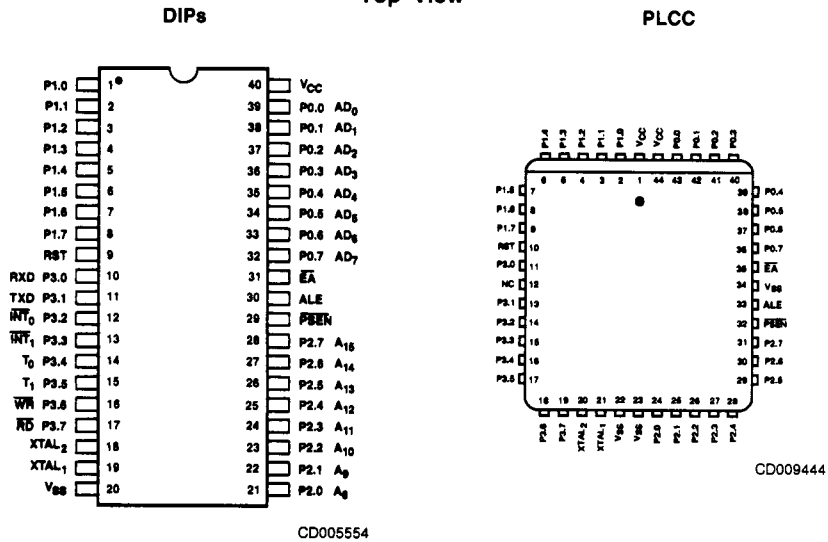 Top View
DIPs
PLCC
P1.0 1 40 VCC
P1.1 2 39 P0.0 AD0
P1.2 3 38 P0.1 AD1
P1.3 4 37 P0.2 AD2
P1.4 5 36 P0.3 AD3
P1.5 6 35 P0.4 AD4
P1.6 7 34 P0.5 AD5
P1.7 8 33 P0.6 AD6
RST 9 32 P0.7 AD7
RXD P3.0 10 31 EA
TXD P3.1 11 30 ALE
INT0 P3.2 12 29 PSEN
INT1 P3.3 13 28 P2.7 A15
T0 P3.4 14 27 P2.6 A14
T1 P3.5 15 26 P2.5 A13
WR P3.6 16 25 P2.4 A12
RD P3.7 17 24 P2.3 A11
XTAL2 18 23 P2.2 A10
XTAL1 19 22 P2.1 A9
VSS 20 21 P2.0 A8
CD005554
P1.4 P1.3 P1.2 P1.1 P1.0 VCC VCC P0.0 P0.1 P0.2 P0.3
6 5 4 3 2 1 44 43 42 41 40
P1.5 7 39 P0.4
P1.6 8 38 P0.5
P1.7 9 37 P0.6
RST 10 36 P0.7
P3.0 11 35 EA
NC 12 34 VSS
P3.1 13 33 ALE
P3.2 14 32 PSEN
P3.3 15 31 P2.7
P3.4 16 30 P2.6
P3.5 17 29 P2.5
18 19 20 21 22 23 24 25 26 27 28
P3.6 P3.7 XTAL2 XTAL1 VSS VSS P2.0 P2.1 P2.2 P2.3 P2.4
CD009444